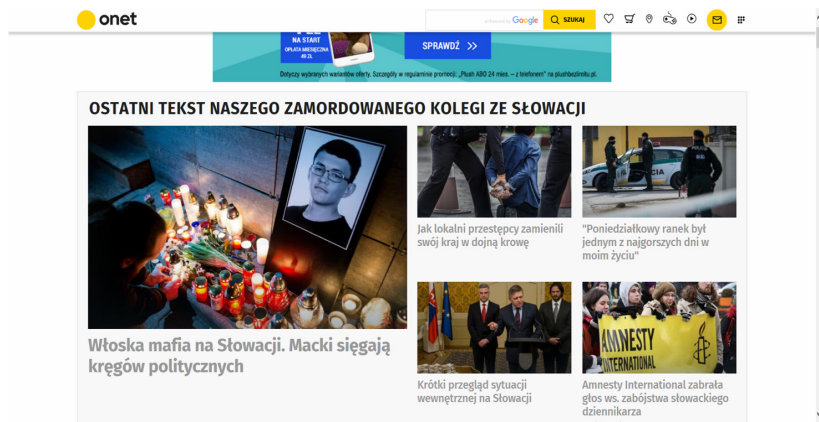 onet
Google
SZUKAJ
NA START
OPŁATA MIESIĘCZNA
49 ZŁ
SPRAWDŹ >>
Dotyczy wybranych wariantów oferty. Szczegóły w regulaminie promocji: „Plush ABO 24 mies. – z telefonem” na plushbezlimitu.pl.
OSTATNI TEKST NASZEGO ZAMORDOWANEGO KOLEGI ZE SŁOWACJI
Włoska mafia na Słowacji. Macki sięgają
kręgów politycznych
Jak lokalni przestępcy zamienili
swój kraj w dojną krowę
"Poniedziałkowy ranek był
jednym z najgorszych dni w
moim życiu"
Krótki przegląd sytuacji
wewnętrznej na Słowacji
AMNESTY
INTERNATIONAL
Amnesty International zabrała
głos ws. zabójstwa słowackiego
dziennikarza